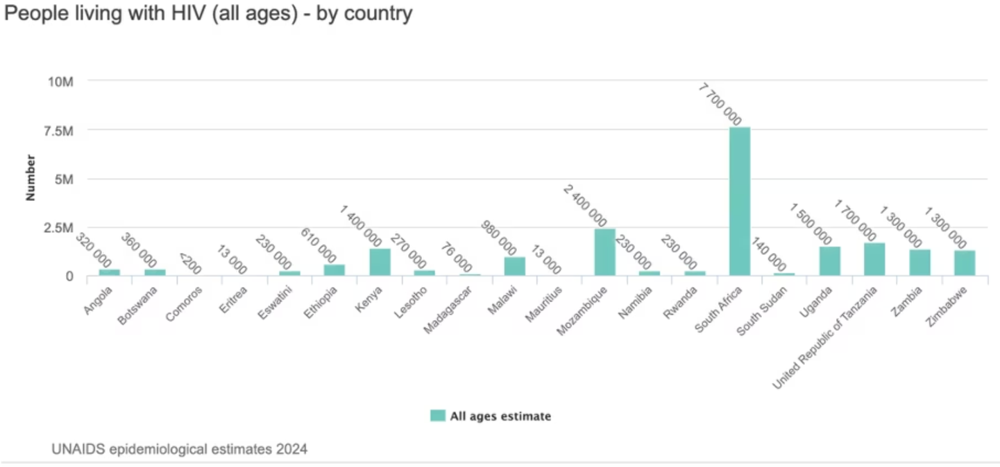 People living with HIV (all ages) - by country
10M
7.5M
5M
2.5M
0
Number
320 000
360 000
<200
13 000
230 000
610 000
1 400 000
270 000
76 000
980 000
13 000
2 400 000
230 000
230 000
7 700 000
140 000
1 500 000
1 700 000
1 300 000
1 300 000
Angola
Botswana
Comoros
Eritrea
Eswatini
Ethiopia
Kenya
Lesotho
Madagascar
Malawi
Mauritius
Mozambique
Namibia
Rwanda
South Africa
South Sudan
Uganda
United Republic of Tanzania
Zambia
Zimbabwe
All ages estimate
UNAIDS epidemiological estimates 2024